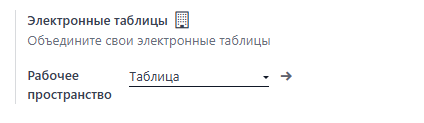 Электронные таблицы
Объедините свои электронные таблицы
Рабочее Таблица
пространство